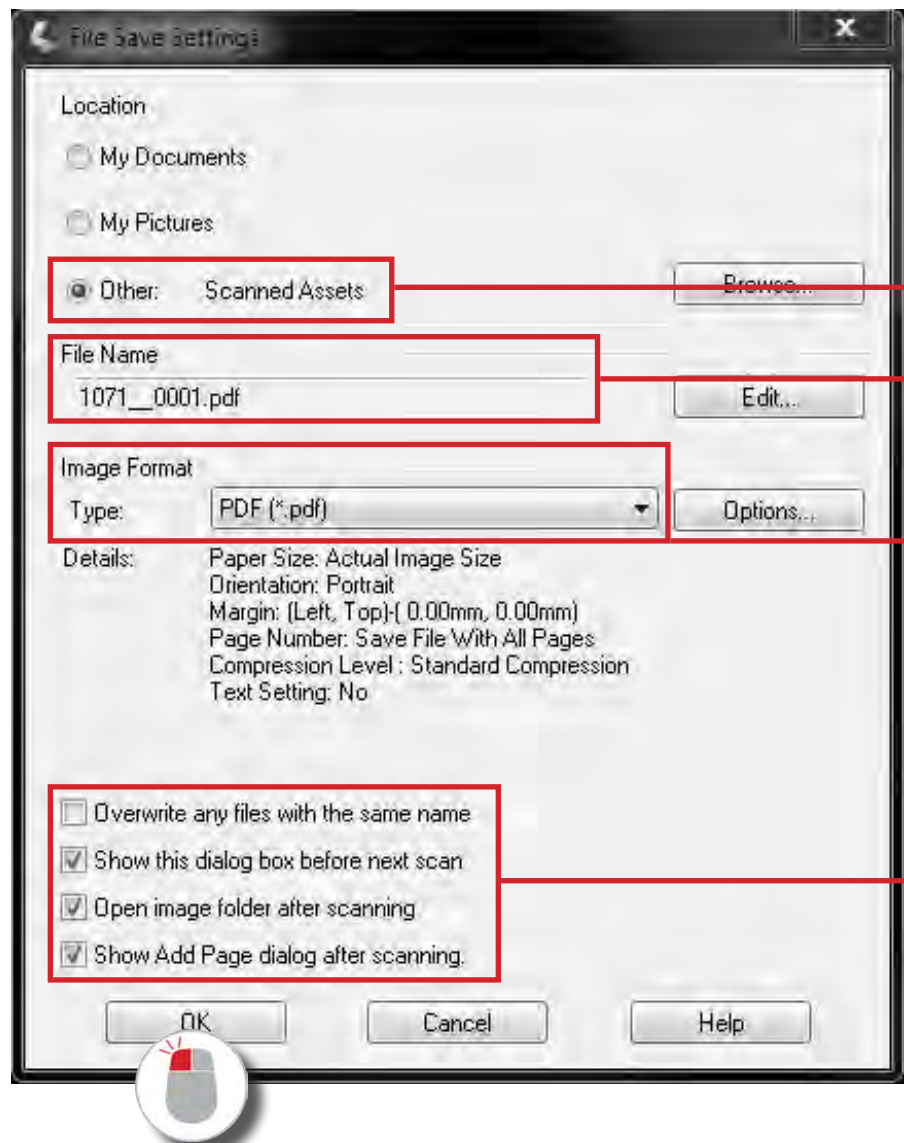 File Save Settings
Location
My Documents
My Pictures
Other: Scanned Assets Browse...
File Name
1071__0001.pdf Edit...
Image Format
Type: PDF (*.pdf) Options...
Details: Paper Size: Actual Image Size
Orientation: Portrait
Margin: (Left, Top)-( 0.00mm, 0.00mm)
Page Number: Save File With All Pages
Compression Level : Standard Compression
Text Setting: No
Overwrite any files with the same name
Show this dialog box before next scan
Open image folder after scanning
Show Add Page dialog after scanning.
OK Cancel Help